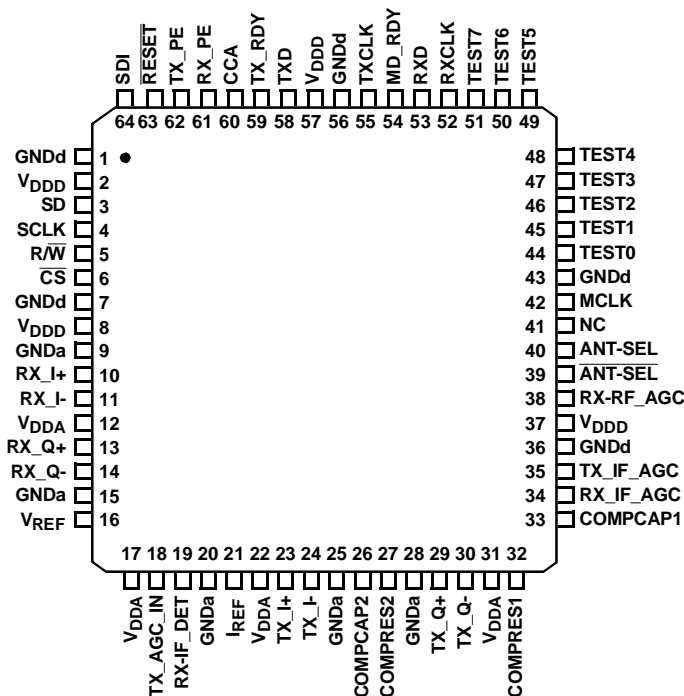 SDI
RESET
TX_PE
RX_PE
CCA
TX_RDY
TXD
VDDD
GNDd
TXCLK
MD_RDY
RXD
RXCLK
TEST7
TEST6
TEST5
64 63 62 61 60 59 58 57 56 55 54 53 52 51 50 49
GNDd 1
VDDD 2
SD 3
SCLK 4
R/W 5
CS 6
GNDd 7
VDDD 8
GNDa 9
RX_I+ 10
RX_I- 11
VDDA 12
RX_Q+ 13
RX_Q- 14
GNDa 15
VREF 16
48 TEST4
47 TEST3
46 TEST2
45 TEST1
44 TEST0
43 GNDd
42 MCLK
41 NC
40 ANT-SEL
39 ANT-SEL
38 RX-RF_AGC
37 VDDD
36 GNDd
35 TX_IF_AGC
34 RX_IF_AGC
33 COMPCAP1
17 18 19 20 21 22 23 24 25 26 27 28 29 30 31 32
VDDA
TX_AGC_IN
RX-IF_DET
GNDa
IREF
VDDA
TX_I+
TX_I-
GNDa
COMPCAP2
COMPRES2
GNDa
TX_Q+
TX_Q-
VDDA
COMPRES1